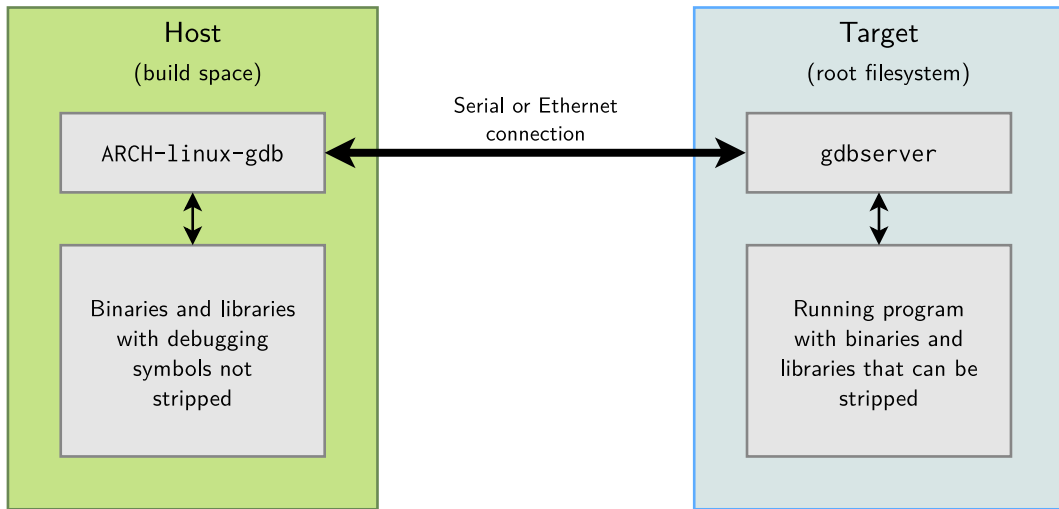 Host
(build space)
ARCH-linux-gdb
Binaries and libraries
with debugging
symbols not
stripped
Serial or Ethernet
connection
Target
(root filesystem)
gdbserver
Running program
with binaries and
libraries that can be
stripped